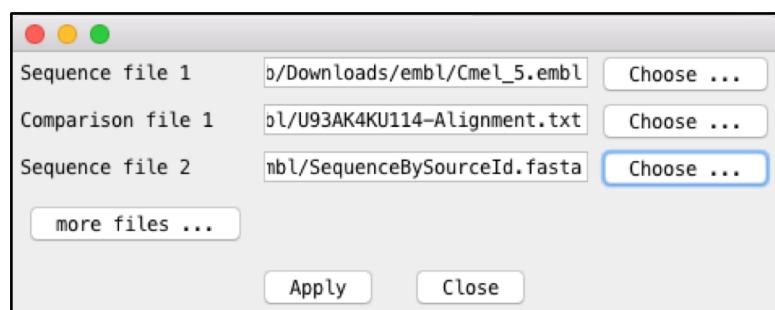 Sequence file 1 b/Downloads/embl/Cmel_5.embl Choose ...
Comparison file 1 bl/U93AK4KU114-Alignment.txt Choose ...
Sequence file 2 mbl/SequenceBySourceId.fasta Choose ...
more files ...
Apply Close